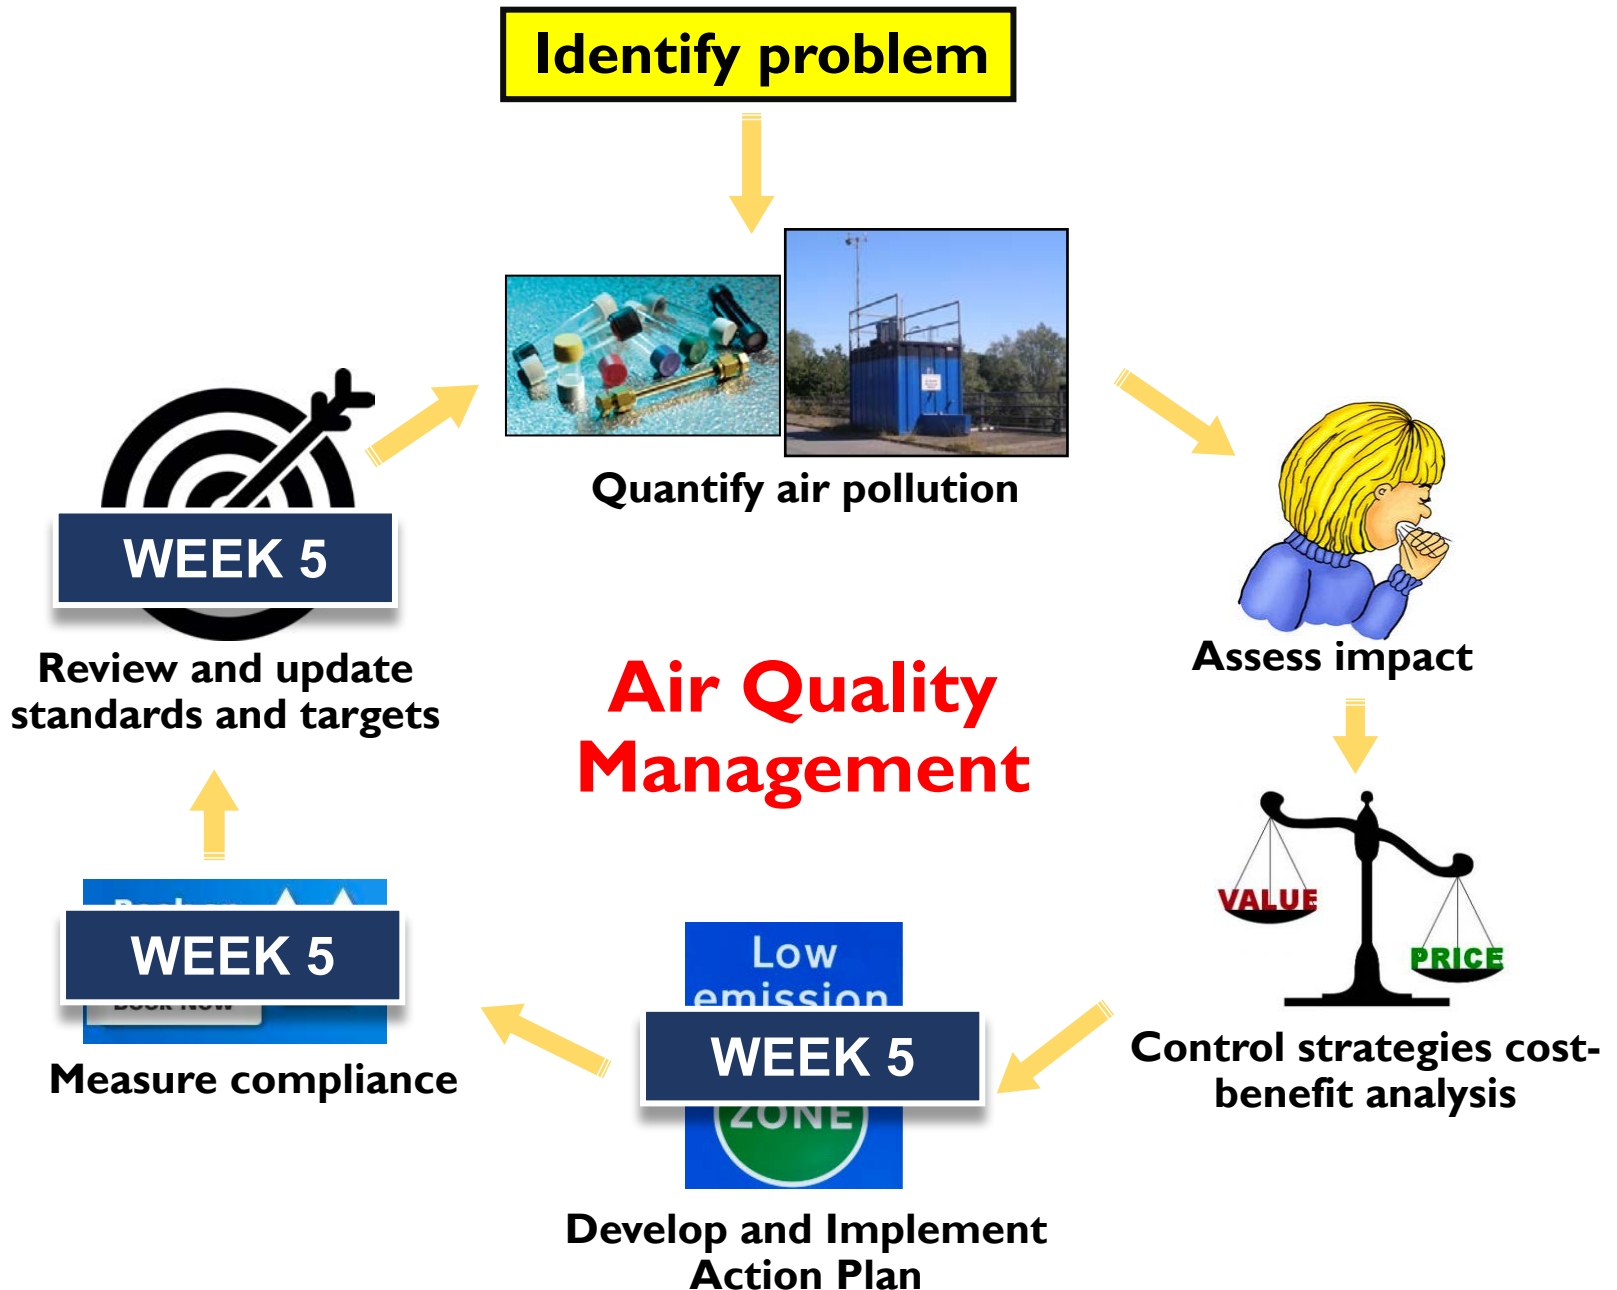 Identify problem
Quantify air pollution
WEEK 5
Review and update
standards and targets
Air Quality
Management
Assess impact
VALUE
PRICE
Control strategies cost-
benefit analysis
WEEK 5
Measure compliance
Low
emission
WEEK 5
ZONE
Develop and Implement
Action Plan